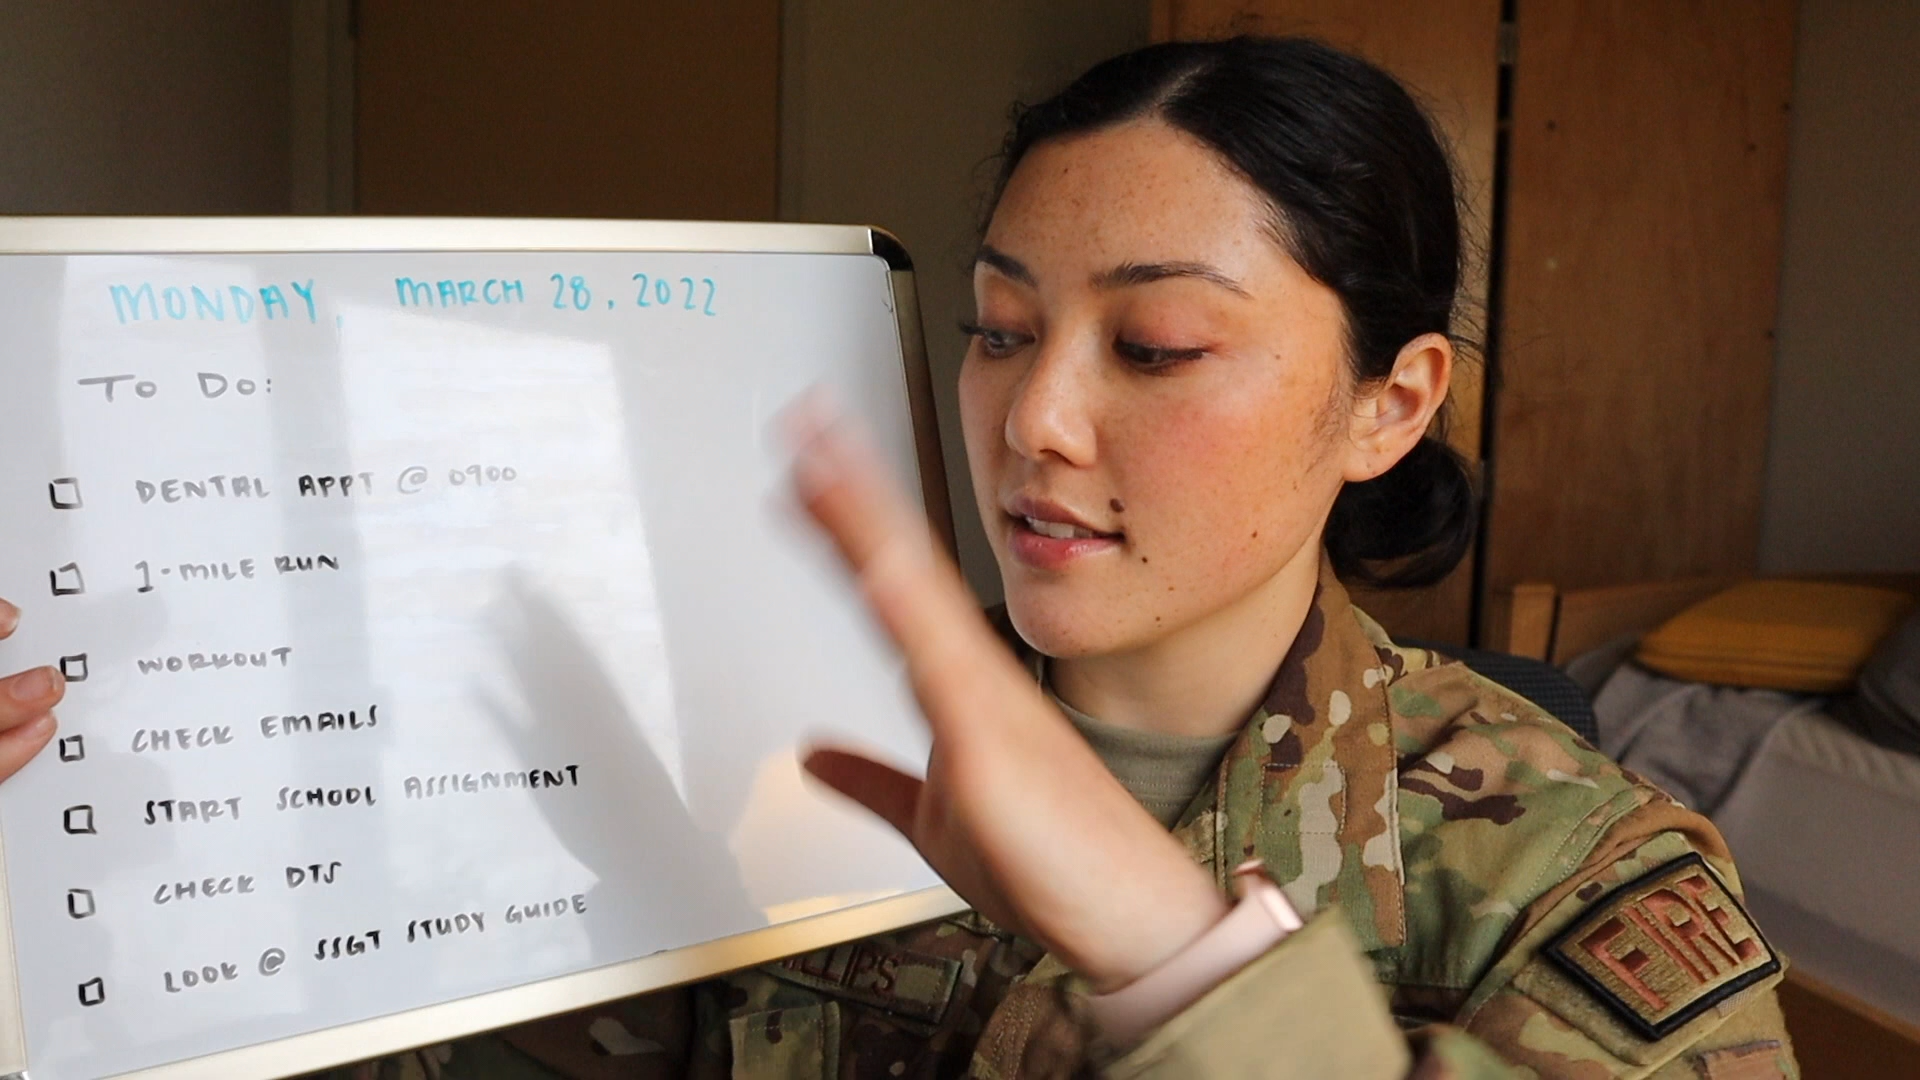 MONDAY, MARCH 28, 2022
TO DO:
DENTAL APPT @ 0900
1-MILE RUN
WORKOUT
CHECK EMAILS
START SCHOOL ASSIGNMENT
CHECK DTS
LOOK @ SSGT STUDY GUIDE
FIRE